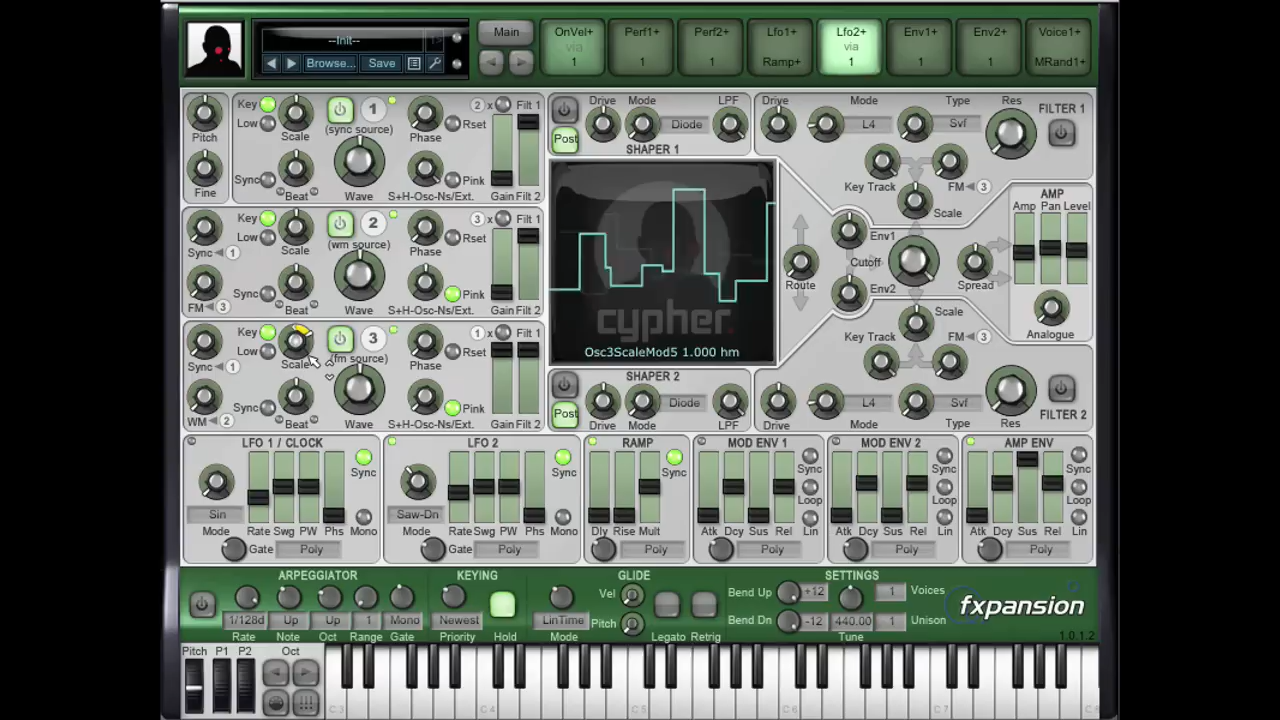 --Init--
Browse... Save
Main
OnVel+ via 1
Perf1+ 1
Perf2+ 1
Lfo1+ Ramp+
Lfo2+ via 1
Env1+ 1
Env2+ 1
Voice1+ MRand1+
Pitch
Fine
Key
Low
Scale
1
(sync source)
2 x
Filt 1
Rset
Phase
Sync
Beat
Wave
S+H-Osc-Ns/Ext.
Pink
Gain Filt 2
Key
Low
Scale
Sync 1
2
(wm source)
3 x
Filt 1
Rset
Phase
FM 3
Sync
Beat
Wave
S+H-Osc-Ns/Ext.
Pink
Gain Filt 2
Key
Low
Scale
Sync 1
3
(fm source)
1 x
Filt 1
Rset
Phase
WM 2
Sync
Beat
Wave
S+H-Osc-Ns/Ext.
Pink
Gain Filt 2
Drive Mode LPF
Diode
Post
SHAPER 1
Drive Mode Type Res
L4 Svf
FILTER 1
Key Track
FM 3
Scale
cypher.
Osc3ScaleMod5 1.000 hm
Env1
Cutoff
Env2
Route
Spread
AMP
Amp Pan Level
Analogue
Scale
Key Track
FM 3
SHAPER 2
Diode
Post
Drive Mode LPF
L4 Svf
Drive Mode Type Res
FILTER 2
LFO 1 / CLOCK
Sync
Sin
Mode
Rate Swg PW Phs Mono
Gate Poly
LFO 2
Sync
Saw-Dn
Mode
Rate Swg PW Phs Mono
Gate Poly
RAMP
Sync
Dly Rise Mult
Poly
MOD ENV 1
Sync
Loop
Atk Dcy Sus Rel Lin
Poly
MOD ENV 2
Sync
Loop
Atk Dcy Sus Rel Lin
Poly
AMP ENV
Sync
Loop
Atk Dcy Sus Rel Lin
Poly
ARPEGGIATOR
1/128d Up Up 1 Mono
Rate Note Oct Range Gate
KEYING
Newest
Priority Hold
GLIDE
Vel
LinTime
Pitch
Mode Legato Retrig
SETTINGS
Bend Up +12
1 Voices
Bend Dn -12
440.00 1 Unison
Tune
fxpansion
1.0.1.2
Pitch P1 P2 Oct
C3 C4 C5 C6 C7